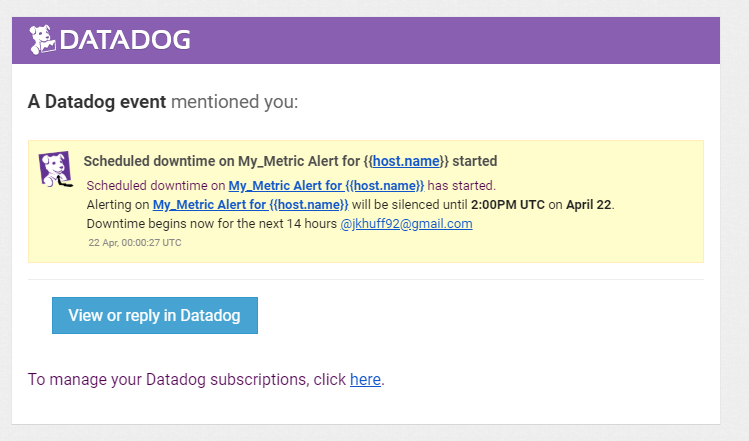 DATADOG
A Datadog event mentioned you:
Scheduled downtime on My_Metric Alert for {{host.name}} started
Scheduled downtime on My_Metric Alert for {{host.name}} has started.
Alerting on My_Metric Alert for {{host.name}} will be silenced until 2:00PM UTC on April 22.
Downtime begins now for the next 14 hours @jkhuff92@gmail.com
22 Apr, 00:00:27 UTC
View or reply in Datadog
To manage your Datadog subscriptions, click here.